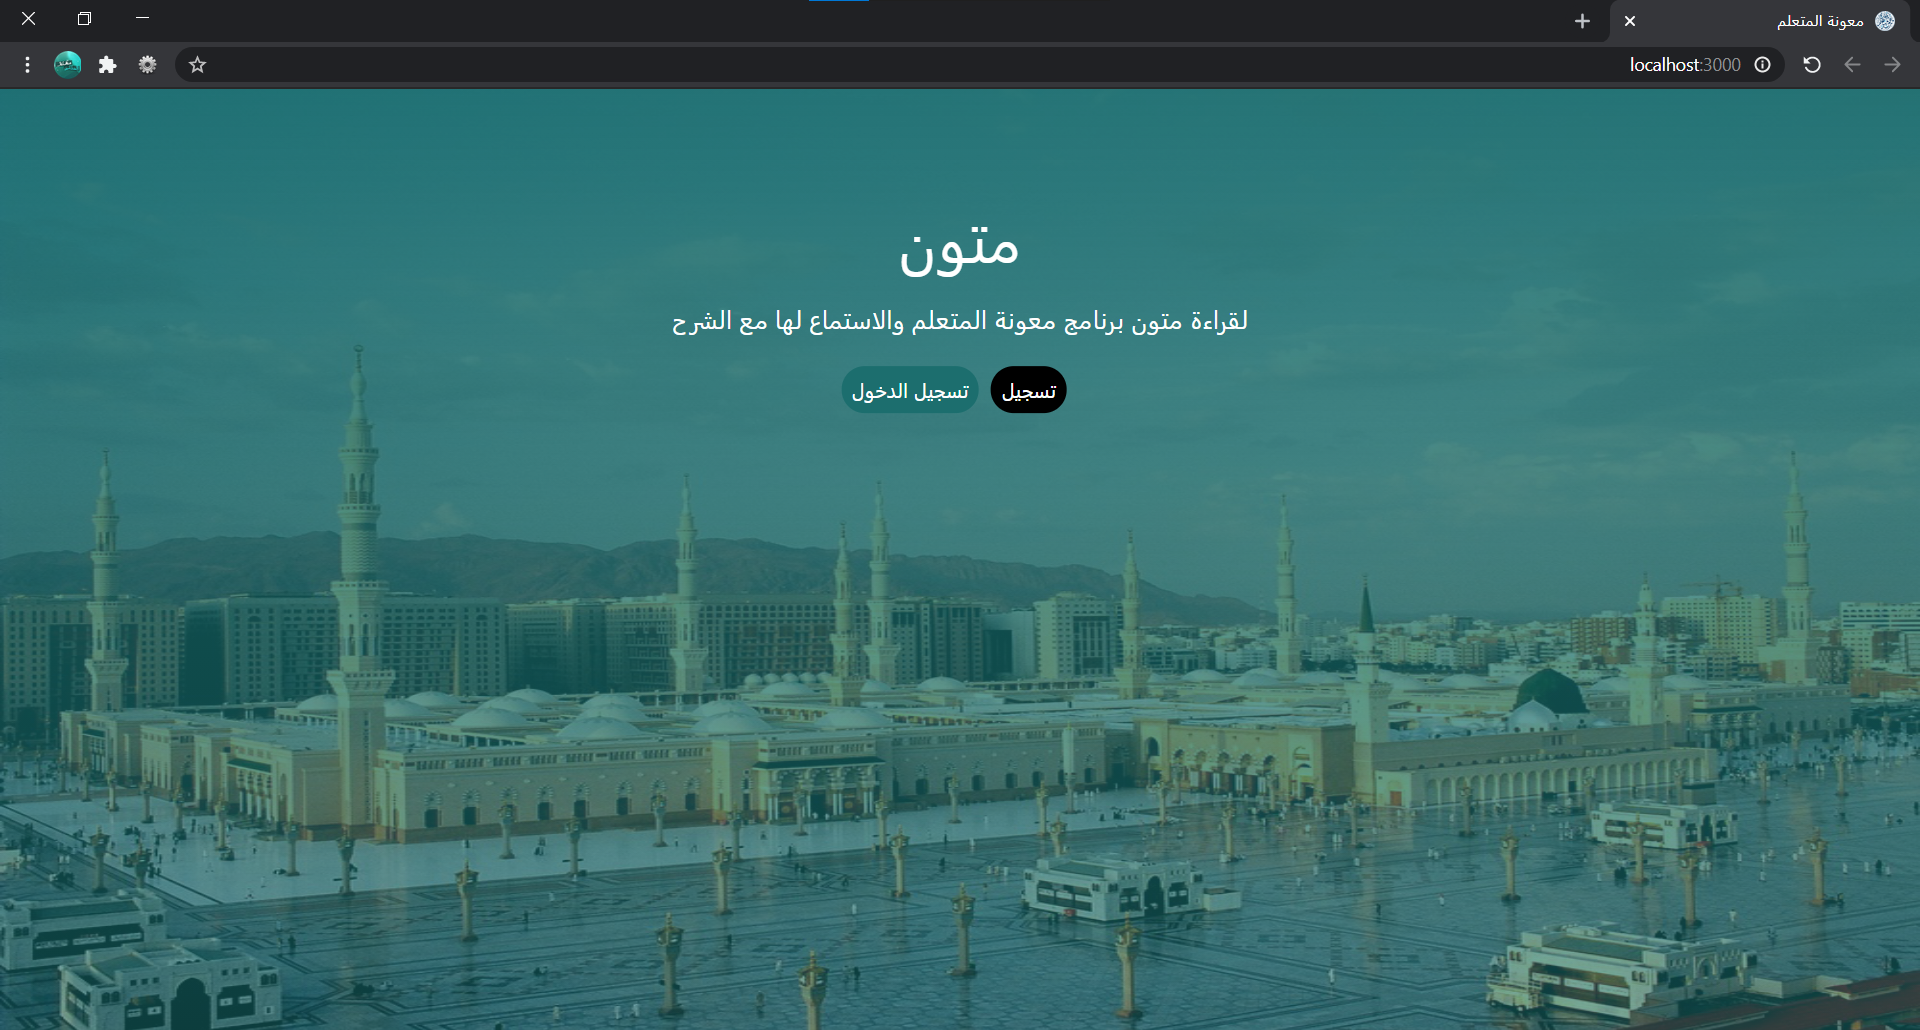 معونة المتعلم
localhost:3000
متون
لقراءة متون برنامج معونة المتعلم والاستماع لها مع الشرح
تسجيل
تسجيل الدخول